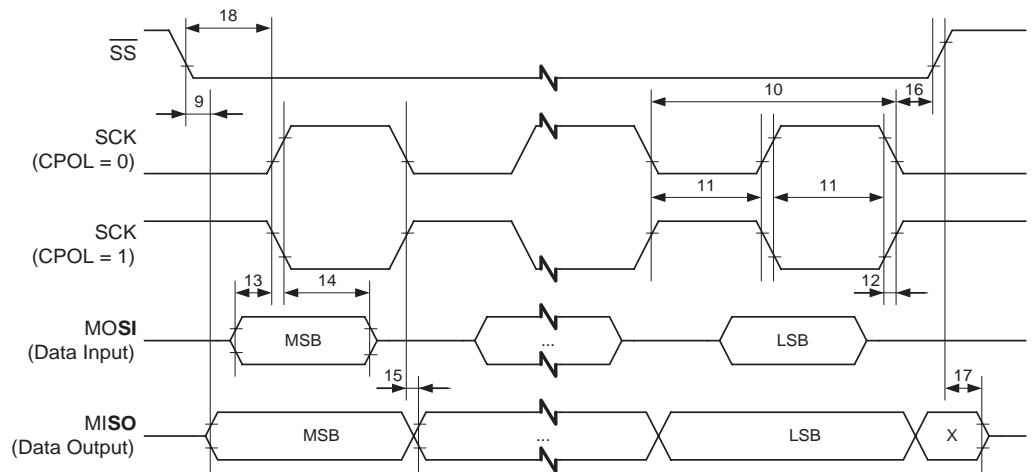 18
SS
9
10
16
SCK
(CPOL = 0)
11
11
SCK
(CPOL = 1)
13
14
12
MOSI
(Data Input)
MSB
...
LSB
15
17
MISO
(Data Output)
MSB
...
LSB
X